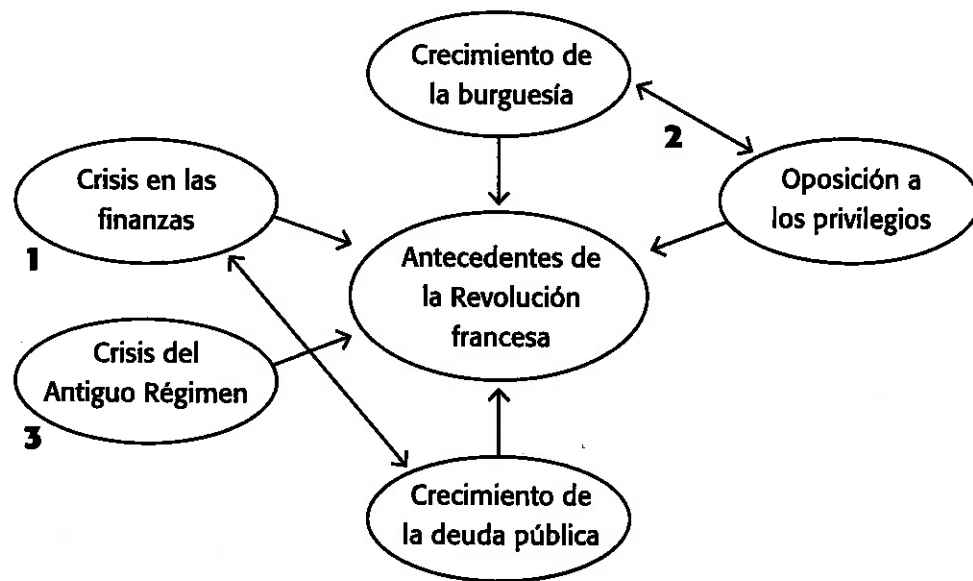 Crecimiento de
la burguesía
2
Crisis en las
finanzas
1
Oposición a
los privilegios
Antecedentes de
la Revolución
francesa
Crisis del
Antiguo Régimen
3
Crecimiento de
la deuda pública